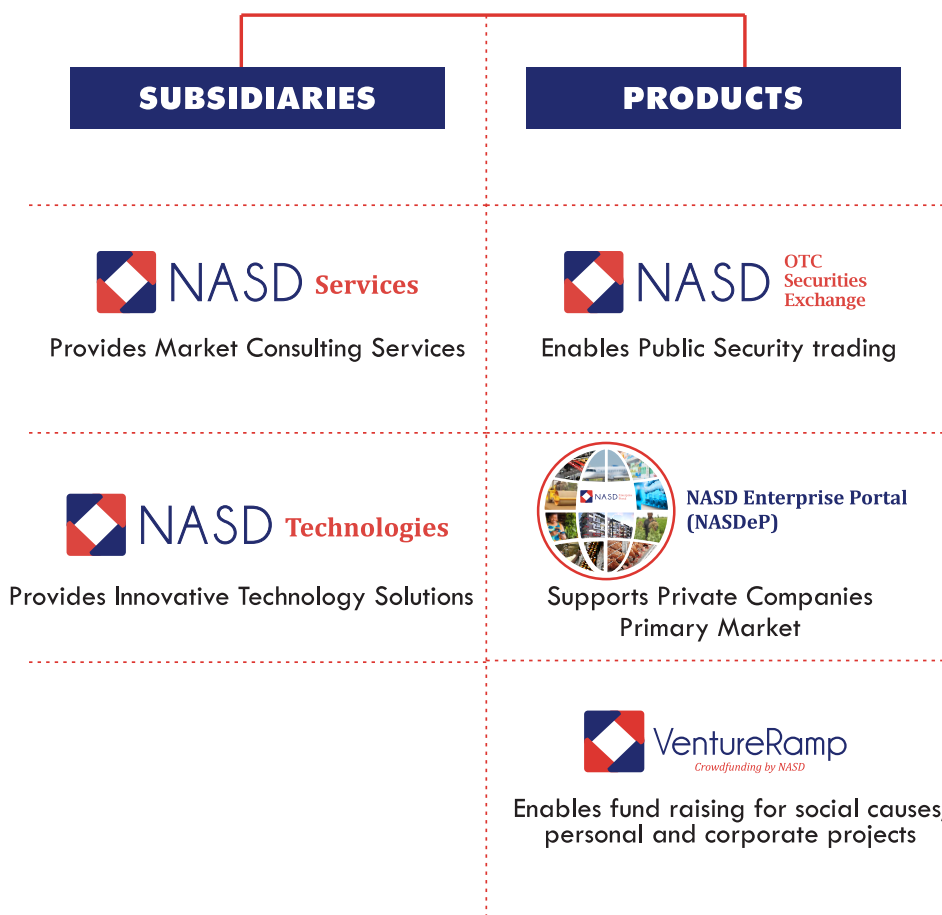 SUBSIDIARIES
PRODUCTS
NASD Services
Provides Market Consulting Services
NASD OTC
Securities
Exchange
Enables Public Security trading
NASD Technologies
Provides Innovative Technology Solutions
NASD
NASD Enterprise Portal
(NASDeP)
Supports Private Companies
Primary Market
VentureRamp
Crowdfunding by NASD
Enables fund raising for social causes,
personal and corporate projects